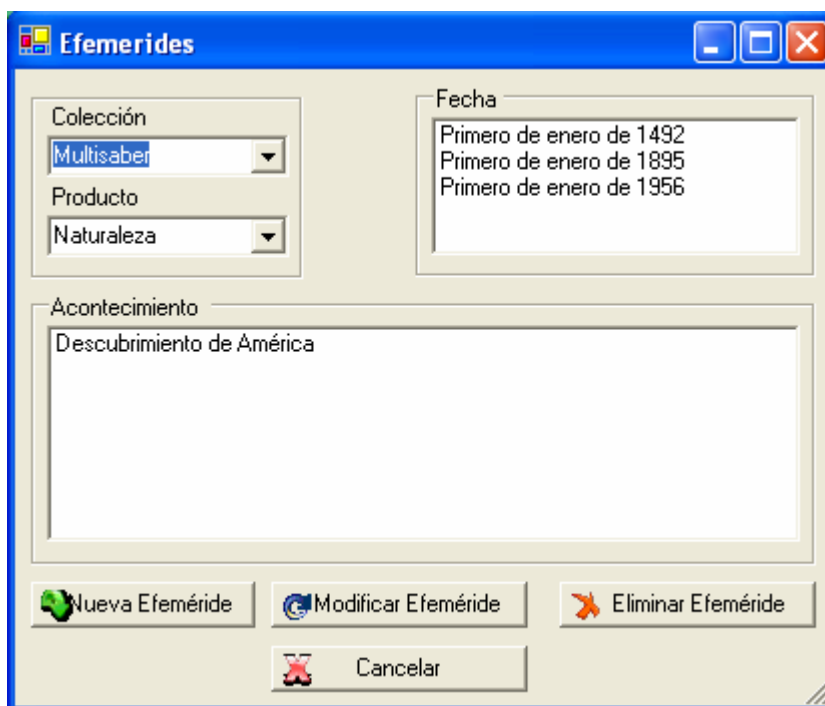 Efemerides
Colección
Multisaber
Producto
Naturaleza
Fecha
Primero de enero de 1492
Primero de enero de 1895
Primero de enero de 1956
Acontecimiento
Descubrimiento de América
Nueva Efeméride
Modificar Efeméride
Eliminar Efeméride
Cancelar